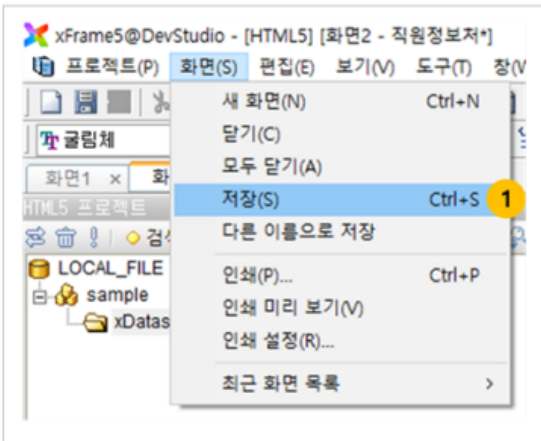 xFrame5@DevStudio - [HTML5] [화면2 - 직원정보저*]
프로젝트(P) 화면(S) 편집(E) 보기(V) 도구(T)
굴림체
새 화면(N) Ctrl+N
닫기(C)
모두 닫기(A)
화면1 ×
HTML5 프로젝트
저장(S) Ctrl+S 1
다른 이름으로 저장
LOCAL_FILE
인쇄(P)... Ctrl+P
sample
인쇄 미리 보기(V)
xDatas
인쇄 설정(R)...
최근 화면 목록 >